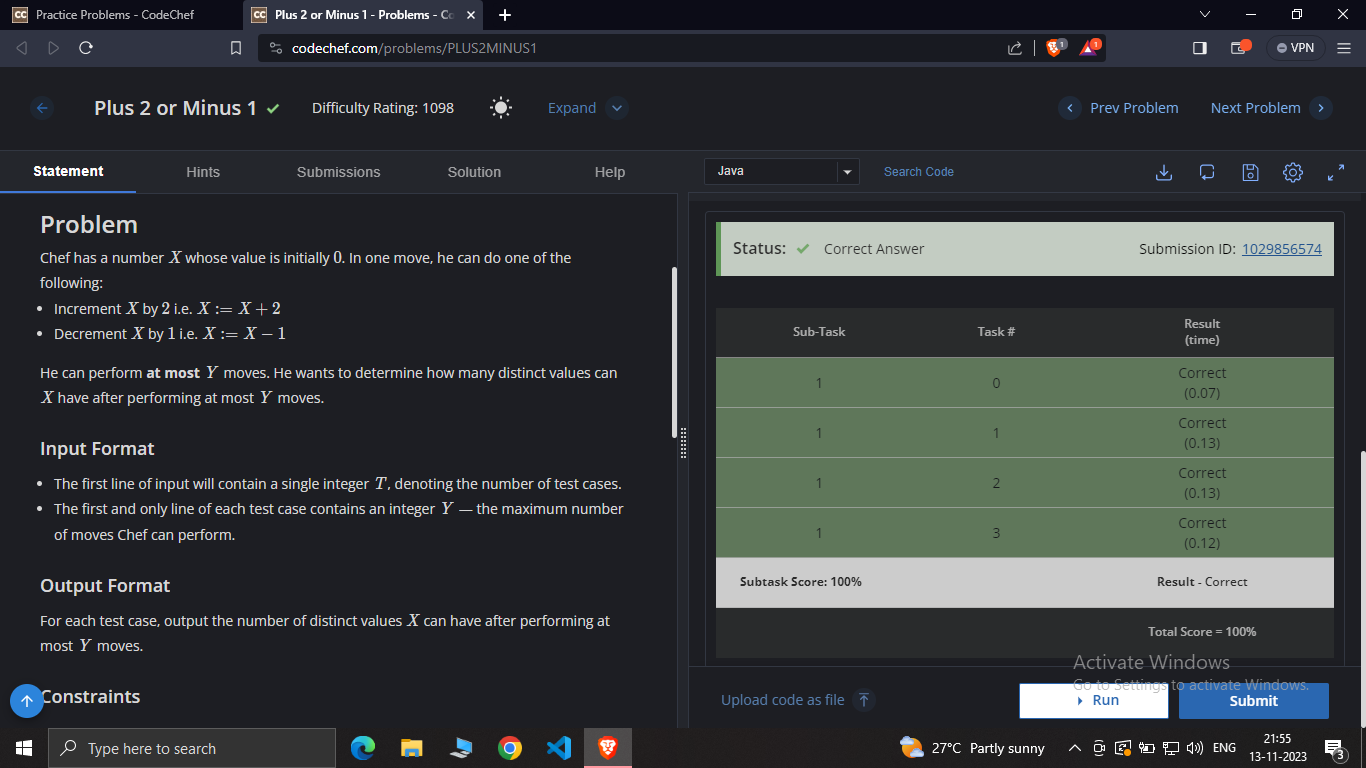 Practice Problems - CodeChef
Plus 2 or Minus 1 - Problems - Co
codechef.com/problems/PLUS2MINUS1
1
1
VPN
Plus 2 or Minus 1
Difficulty Rating: 1098
Expand
Prev Problem
Next Problem
Statement
Hints
Submissions
Solution
Help
Problem
Chef has a number X whose value is initially 0. In one move, he can do one of the
following:
• Increment X by 2 i.e. X := X + 2
• Decrement X by 1 i.e. X := X − 1
He can perform at most Y moves. He wants to determine how many distinct values can
X have after performing at most Y moves.
Input Format
• The first line of input will contain a single integer T, denoting the number of test cases.
• The first and only line of each test case contains an integer Y — the maximum number
of moves Chef can perform.
Output Format
For each test case, output the number of distinct values X can have after performing at
most Y moves.
Constraints
Java
Search Code
Status: Correct Answer
Submission ID: 1029856574
Sub-Task Task # Result
(time)
1 0 Correct
(0.07)
1 1 Correct
(0.13)
1 2 Correct
(0.13)
1 3 Correct
(0.12)
Subtask Score: 100% Result - Correct
Total Score = 100%
Activate Windows
Go to Settings to activate Windows.
Upload code as file
Run
Submit
Type here to search
27°C Partly sunny
ENG
21:55
13-11-2023
3